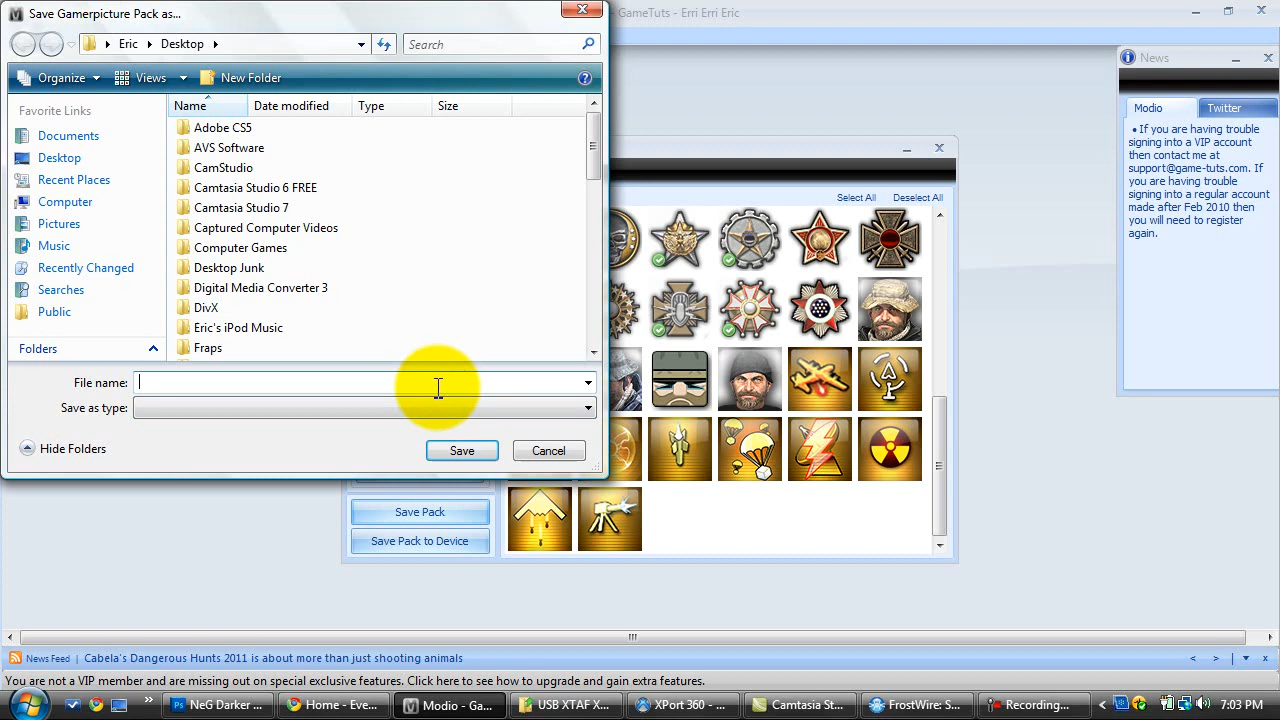 Save Gamerpicture Pack as...
GameTuts - Erri Erri Eric
Eric
Desktop
Search
Organize
Views
New Folder
Favorite Links
Documents
Desktop
Recent Places
Computer
Pictures
Music
Recently Changed
Searches
Public
Folders
Name
Date modified
Type
Size
Adobe CS5
AVS Software
CamStudio
Camtasia Studio 6 FREE
Camtasia Studio 7
Captured Computer Videos
Computer Games
Desktop Junk
Digital Media Converter 3
DivX
Eric's iPod Music
Fraps
File name:
Save as type:
Hide Folders
Save
Cancel
News
Modio
Twitter
• If you are having trouble
signing into a VIP account
then contact me at
support@game-tuts.com. If
you are having trouble
signing into a regular account
made after Feb 2010 then
you will need to register
again.
Select All
Deselect All
Save Pack
Save Pack to Device
News Feed
Cabela's Dangerous Hunts 2011 is about more than just shooting animals
You are not a VIP member and are missing out on special exclusive features. Click here to see how to upgrade and gain extra features.
NeG Darker ...
Home - Eve...
Modio - Ga...
USB XTAF X...
XPort 360 - ...
Camtasia St...
FrostWire: S...
Recording...
7:03 PM